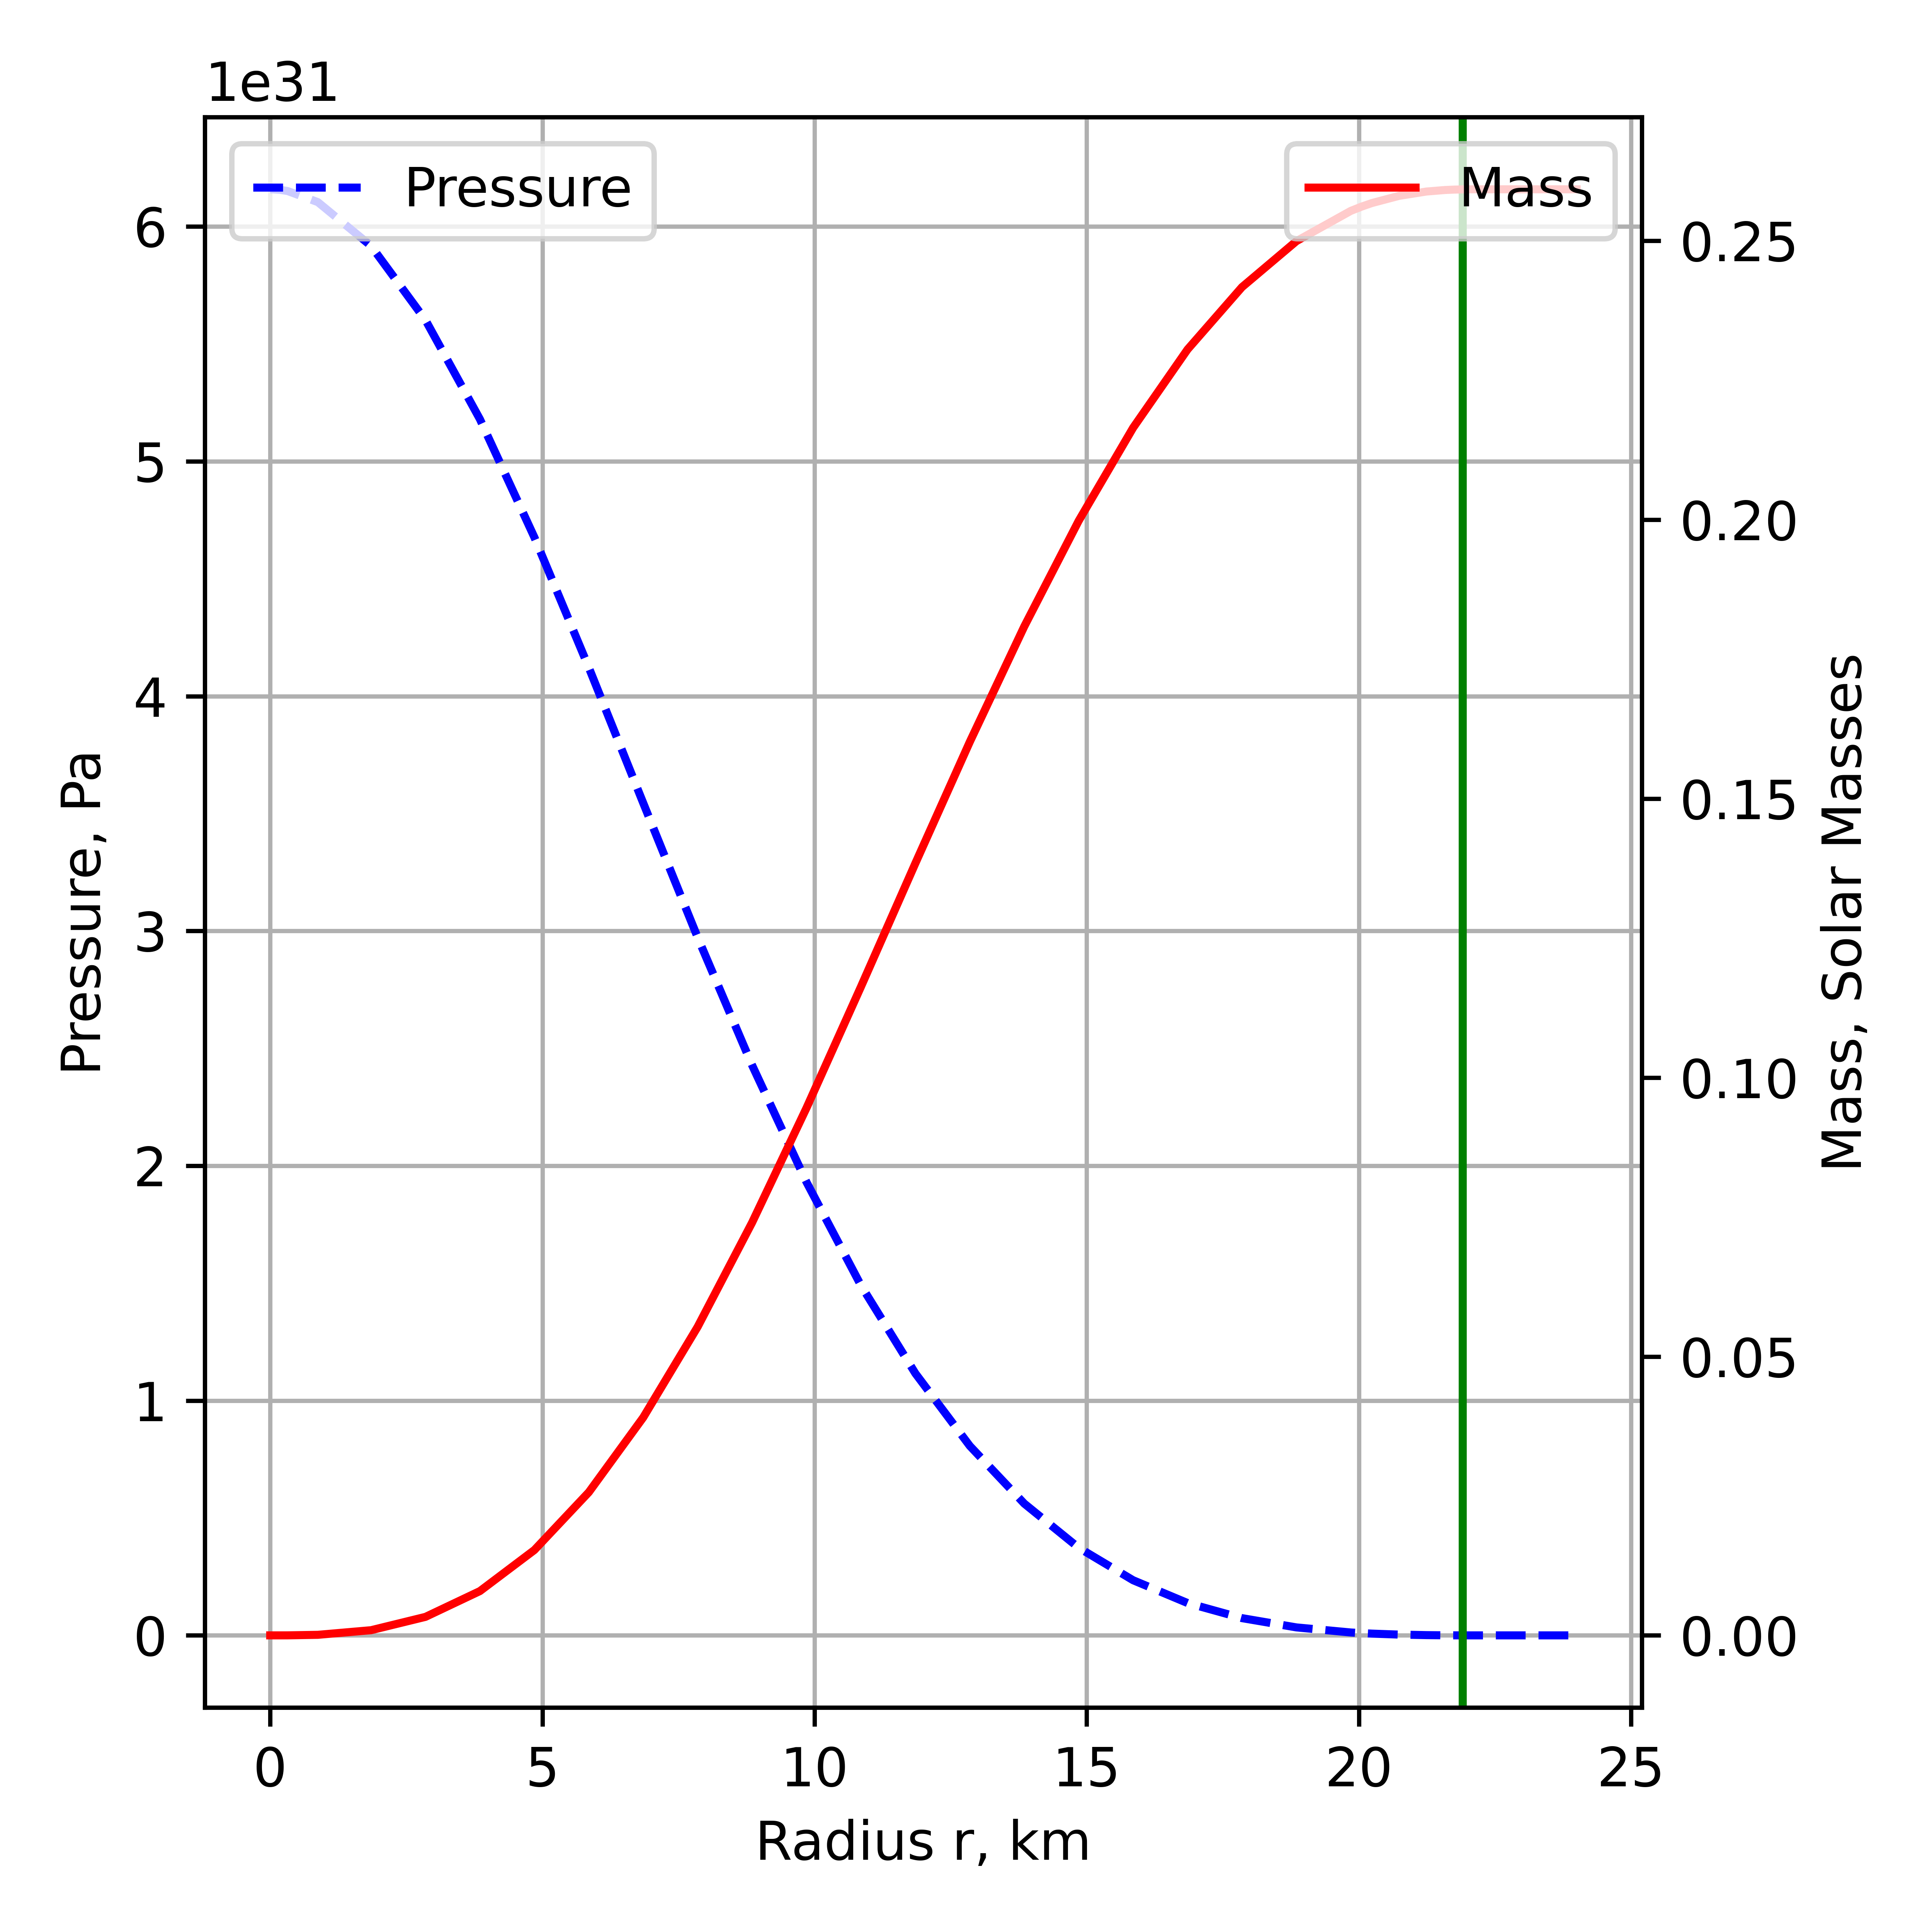 1e31
Pressure
Mass
6
5
4
3
2
1
0
Pressure, Pa
0.25
0.20
0.15
0.10
0.05
0.00
Mass, Solar Masses
0 5 10 15 20 25
Radius r, km